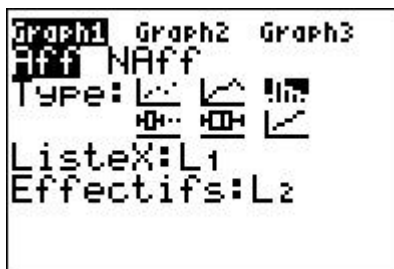 Graph1 Graph2 Graph3
Aff NAff
Type:
ListeX:L1
Effectifs:L2